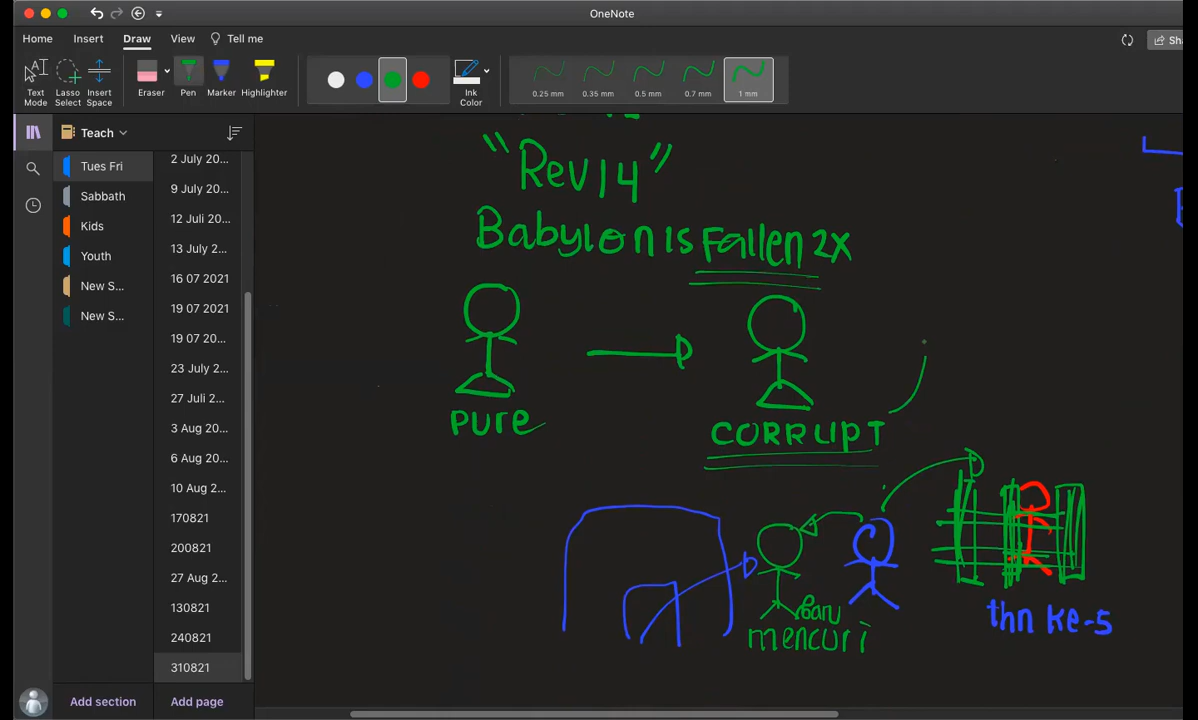 OneNote
Home Insert Draw View Tell me
Sha
Text Mode
Lasso Select
Insert Space
Eraser
Pen
Marker
Highlighter
Ink Color
0.25 mm
0.35 mm
0.5 mm
0.7 mm
1 mm
Teach
Tues Fri
Sabbath
Kids
Youth
New S...
New S...
2 July 20...
9 July 20...
12 Juli 20...
13 July 2...
16 07 2021
19 07 2021
19 07 20...
23 July 2...
27 Juli 2...
3 Aug 20...
6 Aug 20...
10 Aug 2...
170821
200821
27 Aug 2...
130821
240821
310821
Add section
Add page
"Rev 14"
Babylon is Fallen 2x
PURE
CORRUPT
baru
mencuri
thn ke-5